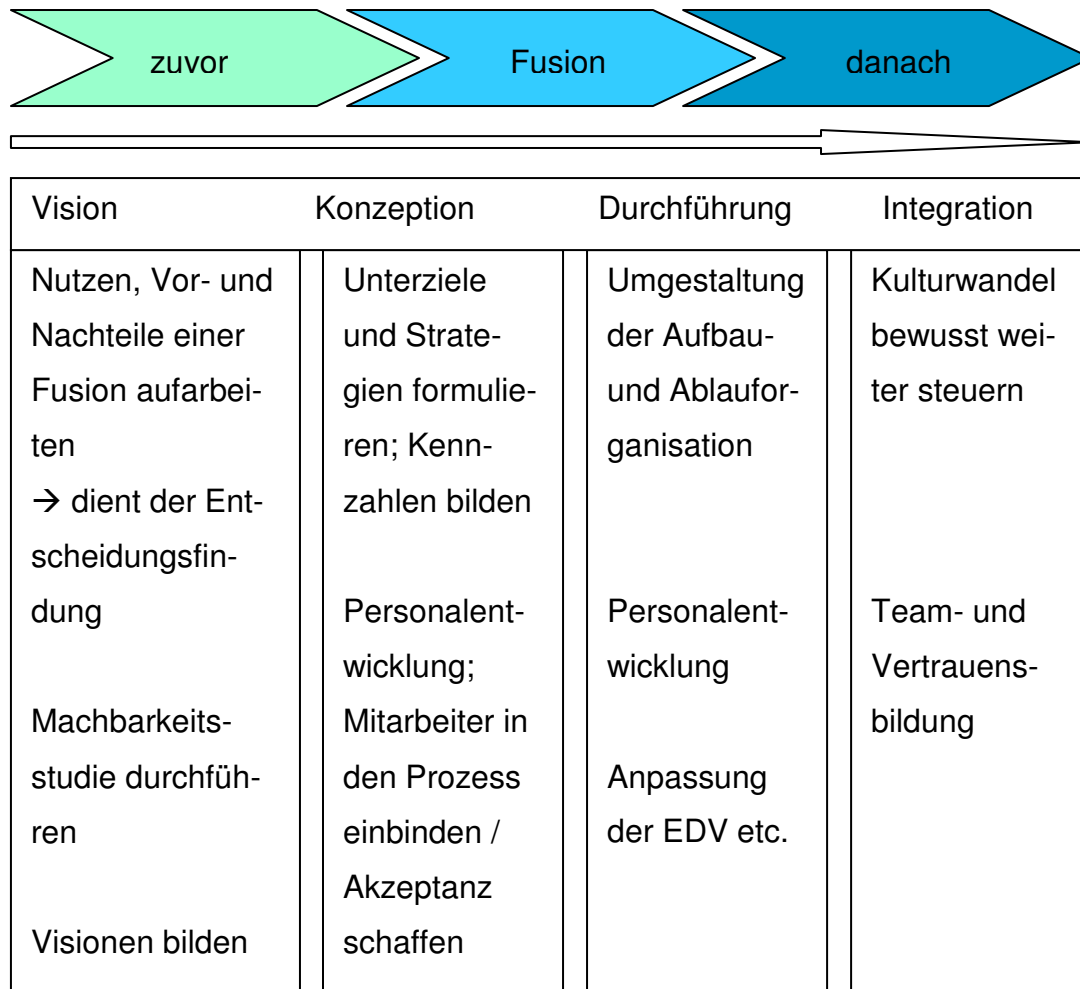 zuvor
Fusion
danach
Vision
Konzeption
Durchführung
Integration
Nutzen, Vor- und
Nachteile einer
Fusion aufarbei-
ten
→ dient der Ent-
scheidungsfin-
dung
Machbarkeits-
studie durchfüh-
ren
Visionen bilden
Unterziele
und Strate-
gien formulie-
ren; Kenn-
zahlen bilden
Personalent-
wicklung;
Mitarbeiter in
den Prozess
einbinden /
Akzeptanz
schaffen
Umgestaltung
der Aufbau-
und Ablaufor-
ganisation
Personalent-
wicklung
Anpassung
der EDV etc.
Kulturwandel
bewusst wei-
ter steuern
Team- und
Vertrauens-
bildung